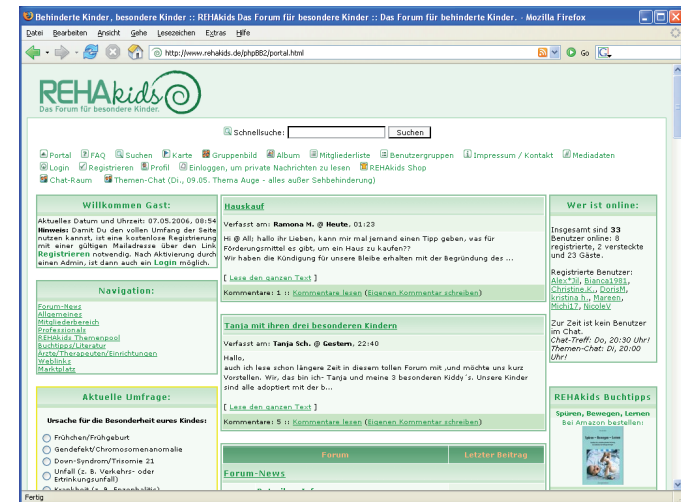 Behinderte Kinder, besondere Kinder :: REHAkids Das Forum für besondere Kinder :: Das Forum für behinderte Kinder. - Mozilla Firefox
Datei Bearbeiten Ansicht Gehe Lesezeichen Extras Hilfe
http://www.rehakids.de/phpBB2/portal.html Go
REHAkids
Das Forum für besondere Kinder.
Schnellsuche: Suchen
Portal FAQ Suchen Karte Gruppenbild Album Mitgliederliste Benutzergruppen Impressum / Kontakt Mediadaten
Login Registrieren Profil Einloggen, um private Nachrichten zu lesen REHAkids Shop
Chat-Raum Themen-Chat (Di., 09.05. Thema Auge - alles außer Sehbehinderung)
Willkommen Gast:
Aktuelles Datum und Uhrzeit: 07.05.2006, 08:54
Hinweis: Damit Du den vollen Umfang der Seite
nutzen kannst, ist eine kostenlose Registrierung
mit einer gültigen Mailadresse über den Link
Registrieren notwendig. Nach Aktivierung durch
einen Admin, ist dann auch ein Login möglich.
Navigation:
Forum-News
Allgemeines
Mitgliederbereich
Professionals
REHAkids Themenpool
Buchtipps/Literatur
Ärzte/Therapeuten/Einrichtungen
Weblinks
Marktplatz
Aktuelle Umfrage:
Ursache für die Besonderheit eures Kindes:
Frühchen/Frühgeburt
Gendefekt/Chromosomenanomalie
Down-Syndrom/Trisomie 21
Unfall (z. B. Verkehrs- oder
Ertrinkungsunfall)
Krankheit (z. B. Enzephalitis)
Hauskauf
Verfasst am: Ramona M. @ Heute, 01:23
Hi @ All; hallo ihr Lieben, kann mir mal jemand einen Tipp geben, was für
Förderungsmittel es gibt, um ein Haus zu kaufen??
Wir haben die Kündigung für unsere Bleibe erhalten mit der Begründung des ...
[ Lese den ganzen Text ]
Kommentare: 1 :: Kommentare lesen (Eigenen Kommentar schreiben)
Tanja mit ihren drei besonderen Kindern
Verfasst am: Tanja Sch. @ Gestern, 22:40
Hallo,
auch ich lese schon längere Zeit in diesem tollen Forum mit ,und möchte uns kurz
Vorstellen. Wir, das bin ich- Tanja und meine 3 besonderen Kiddy´s. Unsere Kinder
sind alle adoptiert mit der b...
[ Lese den ganzen Text ]
Kommentare: 5 :: Kommentare lesen (Eigenen Kommentar schreiben)
Forum Letzter Beitrag
Forum-News
Wer ist online:
Insgesamt sind 33
Benutzer online: 8
registrierte, 2 versteckte
und 23 Gäste.
Registrierte Benutzer:
Alex*Jil, Bianca1981,
Christine.K., DorisM,
kristina h., Mareen,
Michi17, NicoleV
Zur Zeit ist kein Benutzer
im Chat.
Chat-Treff: Do, 20:30 Uhr!
Themen-Chat: Di, 20:00
Uhr!
REHAkids Buchtipps
Spüren, Bewegen, Lernen
Bei Amazon bestellen:
Fertig